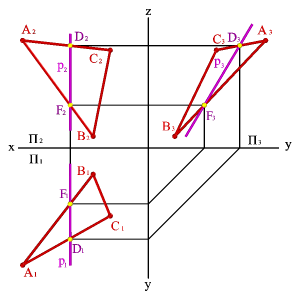 z
A₂
D₂
C₂
p₂
F₂
B₂
C₃
D₃
A₃
p₃
F₃
B₃
x
Π₂
Π₁
Π₃
y
B₁
F₁
C₁
D₁
A₁
p₁
y